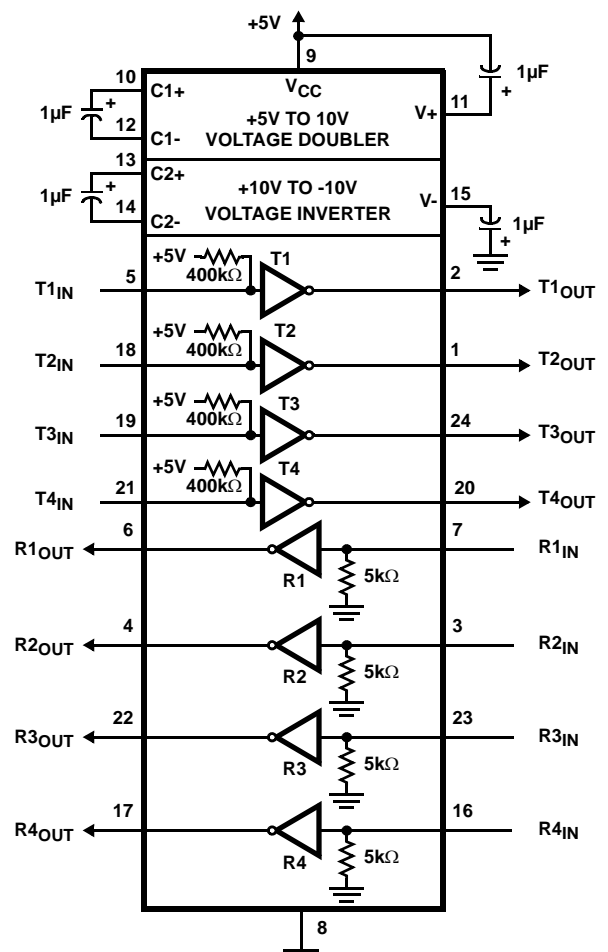 +5V
9
10
C1+
VCC
1µF
+
1µF
+
+5V TO 10V
V+
11
12
C1-
VOLTAGE DOUBLER
13
C2+
1µF
+
+10V TO -10V
V-
15
14
C2-
VOLTAGE INVERTER
1µF
+
+5V
T1
T1IN
5
400kΩ
2
T1OUT
+5V
T2
T2IN
18
400kΩ
1
T2OUT
+5V
T3
T3IN
19
400kΩ
24
T3OUT
+5V
T4
T4IN
21
400kΩ
20
T4OUT
R1OUT
6
7
R1IN
R1
5kΩ
R2OUT
4
3
R2IN
R2
5kΩ
R3OUT
22
23
R3IN
R3
5kΩ
R4OUT
17
16
R4IN
R4
5kΩ
8